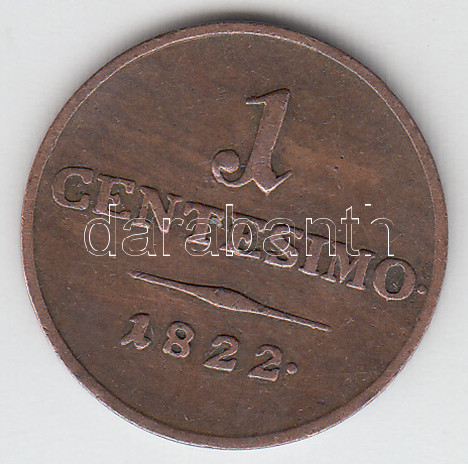 1
CENTESIMO.
darabanth
1822.